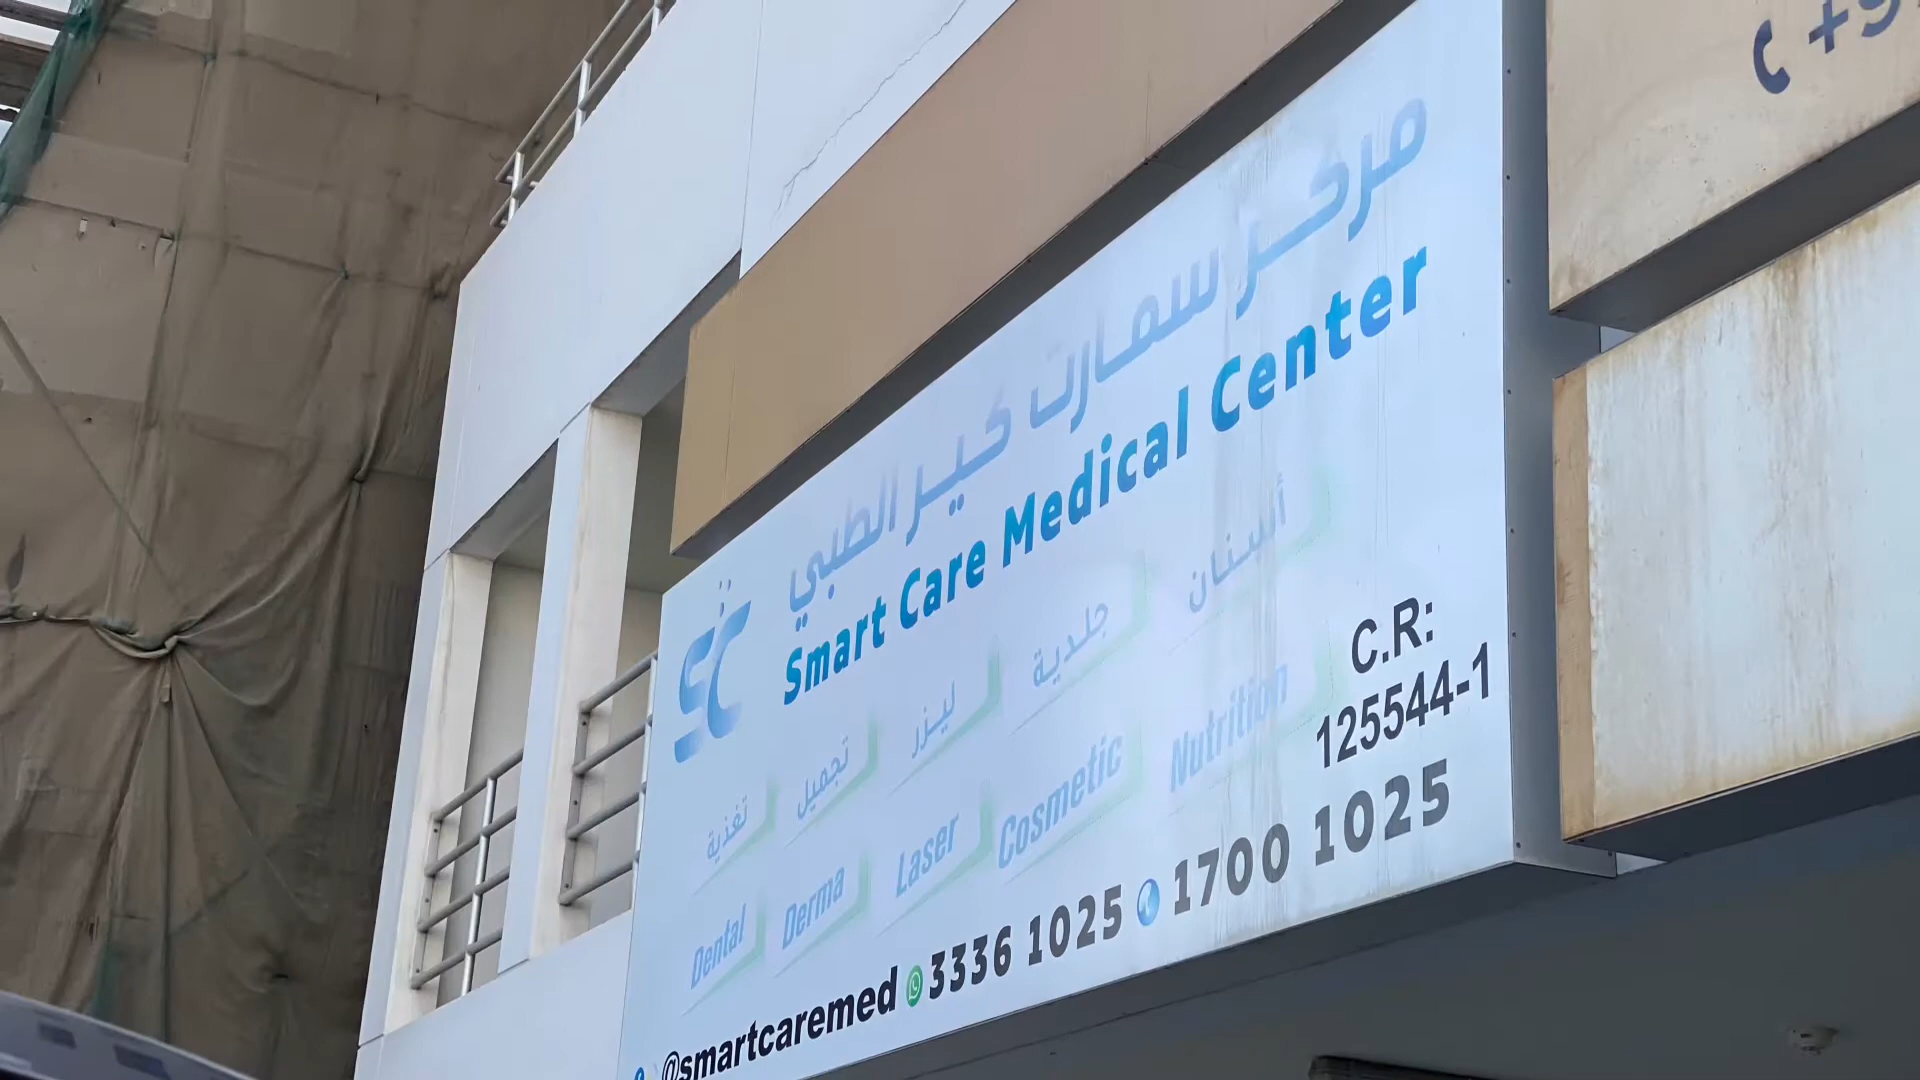 +9
مركز سمارت كير الطبي
Smart Care Medical Center
SC
أسنان جلدية ليزر تجميل تغذية
Dental Derma Laser Cosmetic Nutrition
C.R:
125544-1
@smartcaremed 3336 1025 1700 1025